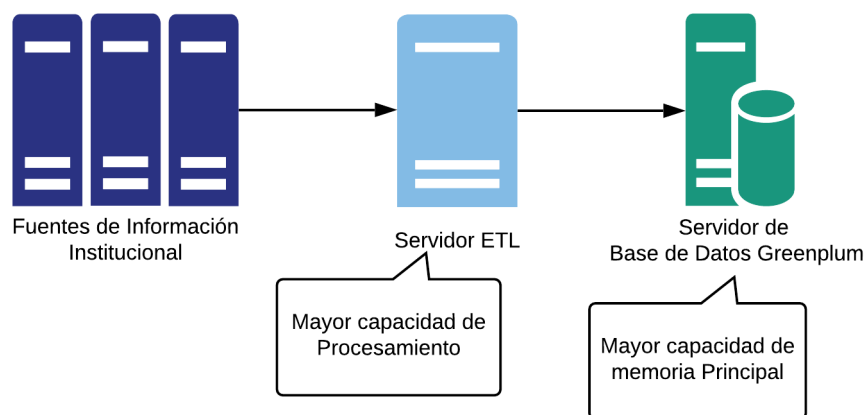 Fuentes de Información
Institucional
Servidor ETL
Servidor de
Base de Datos Greenplum
Mayor capacidad de
Procesamiento
Mayor capacidad de
memoria Principal